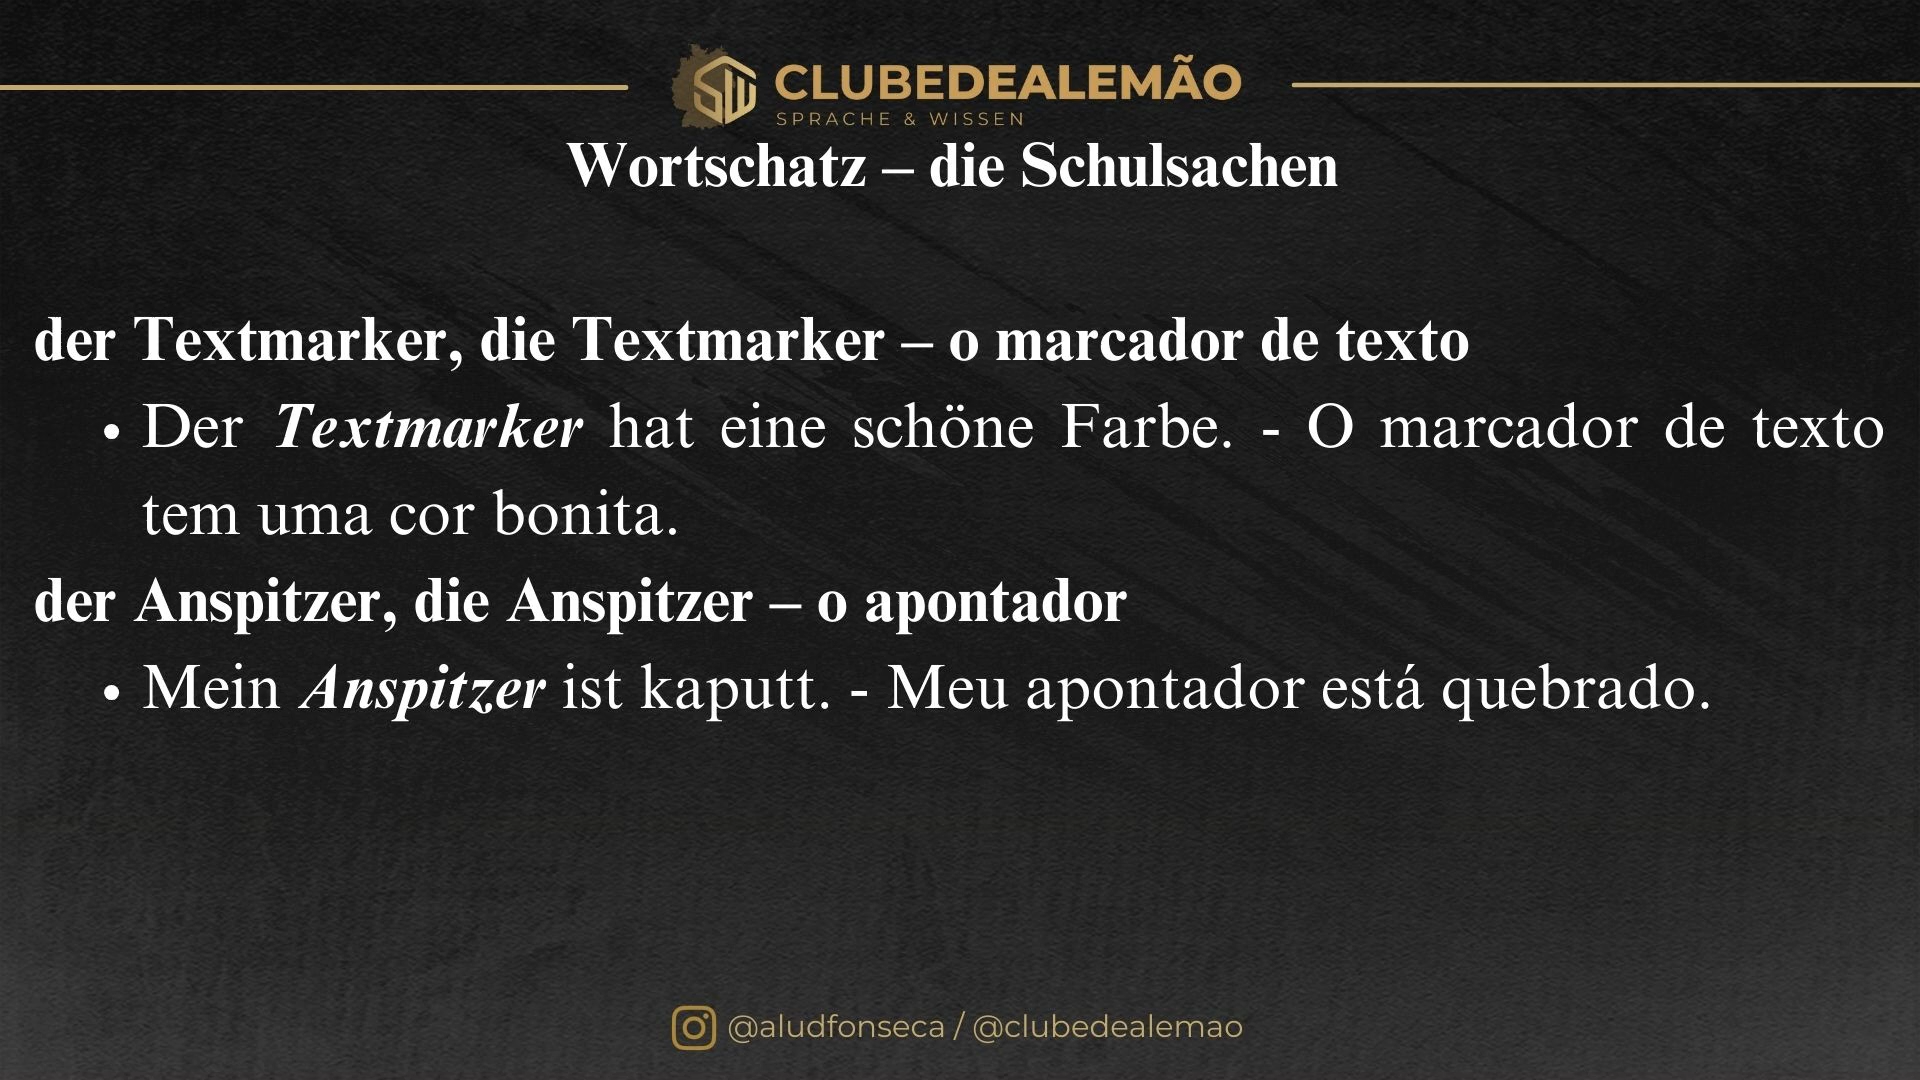 CLUBEDEALEMÃO
SPRACHE & WISSEN
Wortschatz – die Schulsachen
der Textmarker, die Textmarker – o marcador de texto
• Der Textmarker hat eine schöne Farbe. - O marcador de texto
tem uma cor bonita.
der Anspitzer, die Anspitzer – o apontador
• Mein Anspitzer ist kaputt. - Meu apontador está quebrado.
@aludfonseca / @clubedealemao